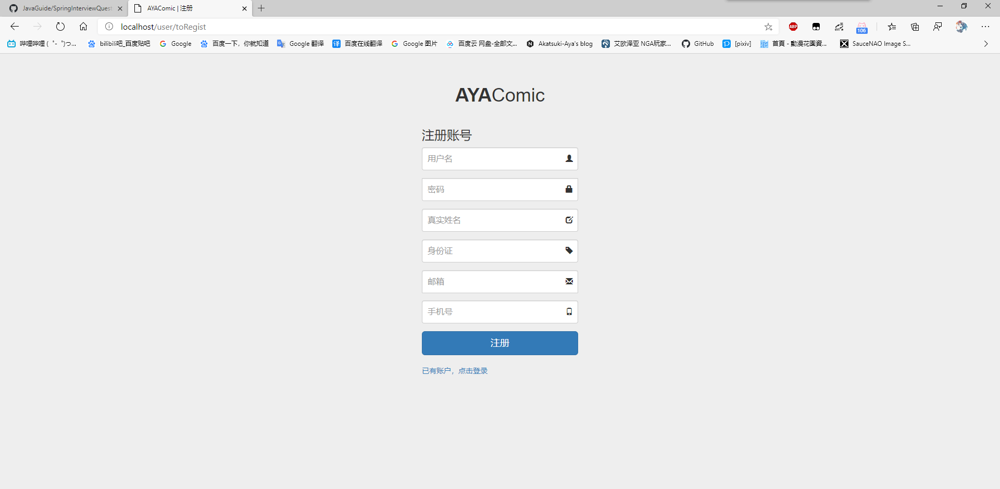 JavaGuide/SpringInterviewQuest
AYAComic | 注册
localhost/user/toRegist
ABP
en
106
哔哩哔哩 (゜-゜)つ...
bilibili吧_百度贴吧
Google
百度一下，你就知道
Google 翻译
译
百度在线翻译
Google 图片
百度云 网盘-全部文...
Akatsuki-Aya's blog
艾欧泽亚 NGA玩家...
GitHub
[pixiv]
首頁 - 動漫花園資...
SauceNAO Image S...
AYAComic
注册账号
用户名
密码
真实姓名
身份证
邮箱
手机号
注册
已有账户，点击登录